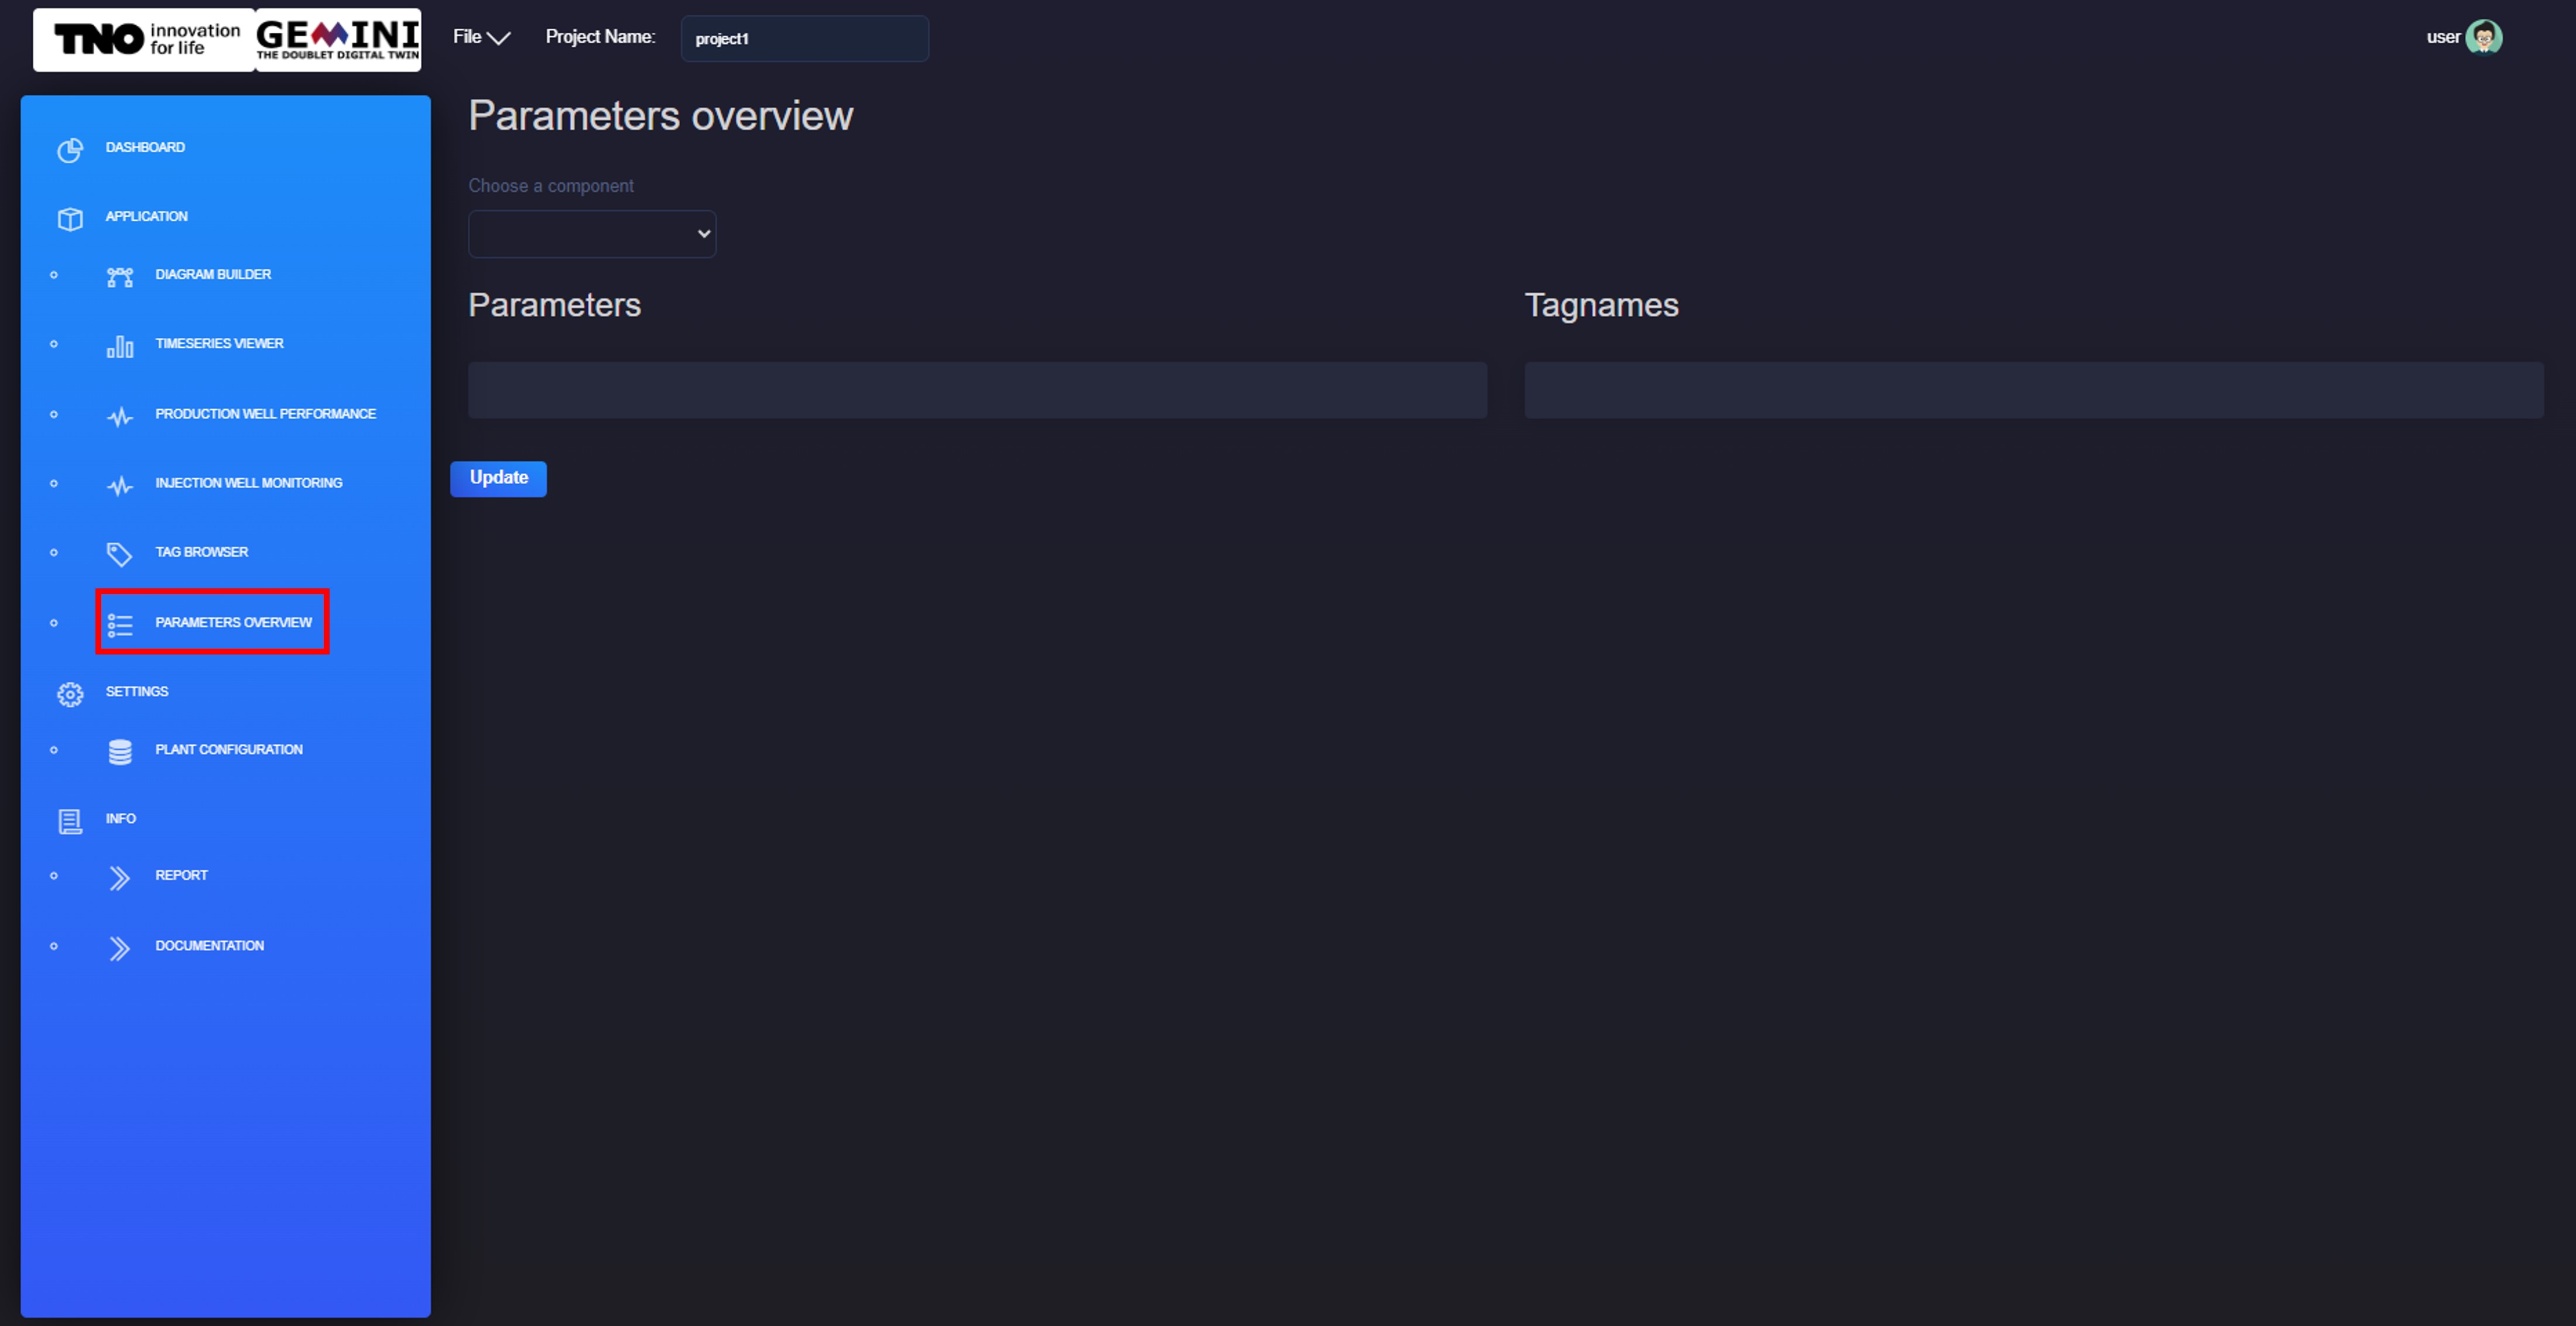 TNO innovation
for life
GEMINI
THE DOUBLET DIGITAL TWIN
File
Project Name:
project1
user
DASHBOARD
APPLICATION
DIAGRAM BUILDER
TIMESERIES VIEWER
PRODUCTION WELL PERFORMANCE
INJECTION WELL MONITORING
TAG BROWSER
PARAMETERS OVERVIEW
SETTINGS
PLANT CONFIGURATION
INFO
REPORT
DOCUMENTATION
Parameters overview
Choose a component
Parameters
Tagnames
Update